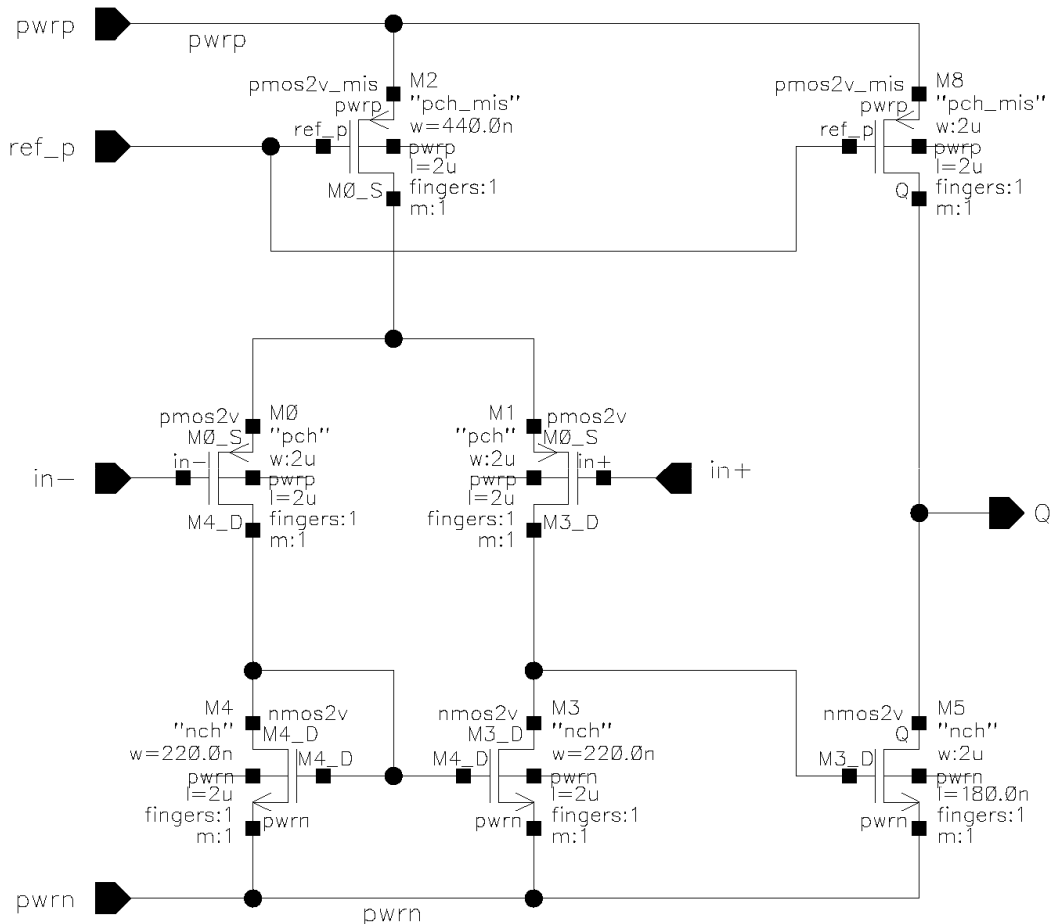 pwrp
pwrp
pmos2v_mis
M2
pwrp
"pch_mis"
w=440.0n
ref_p
pwrp
l=2u
M0_S
fingers:1
m:1
pmos2v_mis
M8
pwrp
"pch_mis"
w:2u
ref_p
pwrp
l=2u
Q
fingers:1
m:1
ref_p
pmos2v
M0
M0_S
"pch"
w:2u
in-
pwrp
l=2u
M4_D
fingers:1
m:1
M1
pmos2v
"pch"
M0_S
w:2u
in+
pwrp
l=2u
fingers:1
M3_D
m:1
in-
in+
Q
M4
nmos2v
"nch"
M4_D
w=220.0n
M4_D
pwrn
l=2u
fingers:1
pwrn
m:1
nmos2v
M3
M3_D
"nch"
w=220.0n
M4_D
pwrn
l=2u
pwrn
fingers:1
m:1
nmos2v
M5
Q
"nch"
w:2u
M3_D
pwrn
l=180.0n
pwrn
fingers:1
m:1
pwrn
pwrn